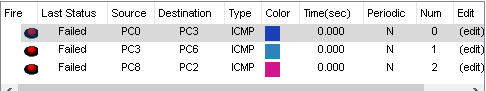 Fire Last Status Source Destination Type Color Time(sec) Periodic Num Edit
Failed PC0 PC3 ICMP 0.000 N 0 (edit)
Failed PC3 PC6 ICMP 0.000 N 1 (edit)
Failed PC8 PC2 ICMP 0.000 N 2 (edit)